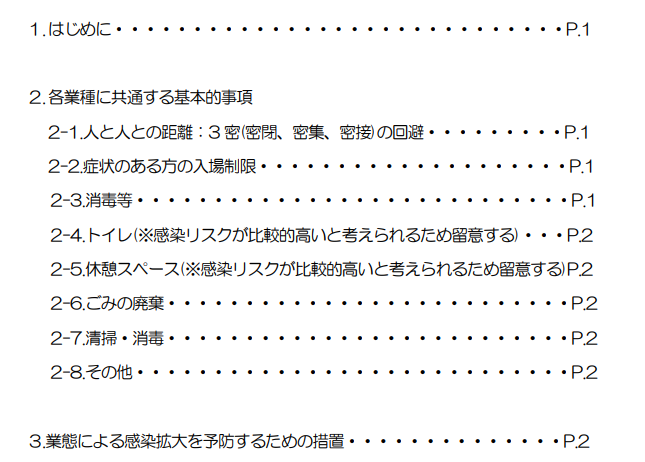 1.はじめに・・・・・・・・・・・・・・・・・・・・・・・・・・・・・P.1
2.各業種に共通する基本的事項
2-1.人と人との距離：3密(密閉、密集、密接)の回避・・・・・・・・・P.1
2-2.症状のある方の入場制限・・・・・・・・・・・・・・・・・・・・P.1
2-3.消毒等・・・・・・・・・・・・・・・・・・・・・・・・・・・・P.1
2-4.トイレ(※感染リスクが比較的高いと考えられるため留意する)・・・P.2
2-5.休憩スペース(※感染リスクが比較的高いと考えられるため留意する)P.2
2-6.ごみの廃棄・・・・・・・・・・・・・・・・・・・・・・・・・・P.2
2-7.清掃・消毒・・・・・・・・・・・・・・・・・・・・・・・・・・P.2
2-8.その他・・・・・・・・・・・・・・・・・・・・・・・・・・・・P.2
3.業態による感染拡大を予防するための措置・・・・・・・・・・・・・・P.2